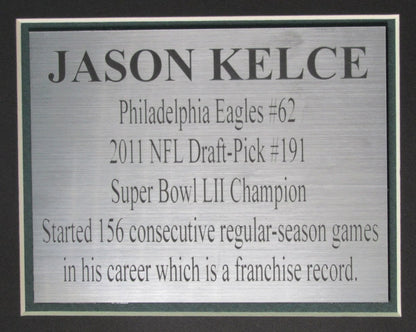 JASON KELCE
Philadelphia Eagles #62
2011 NFL Draft-Pick #191
Super Bowl LII Champion
Started 156 consecutive regular-season games
in his career which is a franchise record.